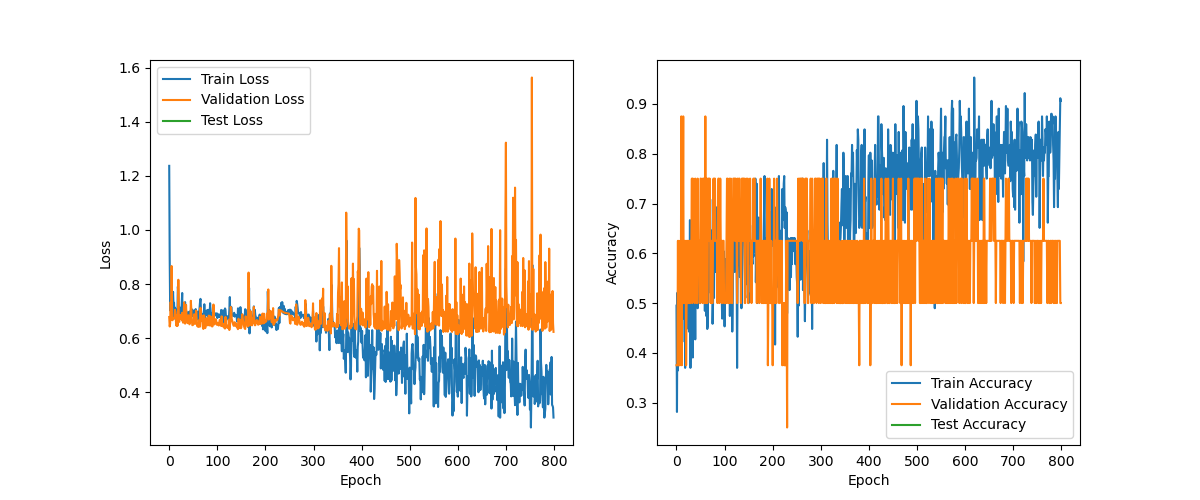 Train Loss
Validation Loss
Test Loss
1.6
1.4
1.2
1.0
0.8
0.6
0.4
Loss
0 100 200 300 400 500 600 700 800
Epoch
0.9
0.8
0.7
0.6
0.5
0.4
0.3
Accuracy
Train Accuracy
Validation Accuracy
Test Accuracy
0 100 200 300 400 500 600 700 800
Epoch